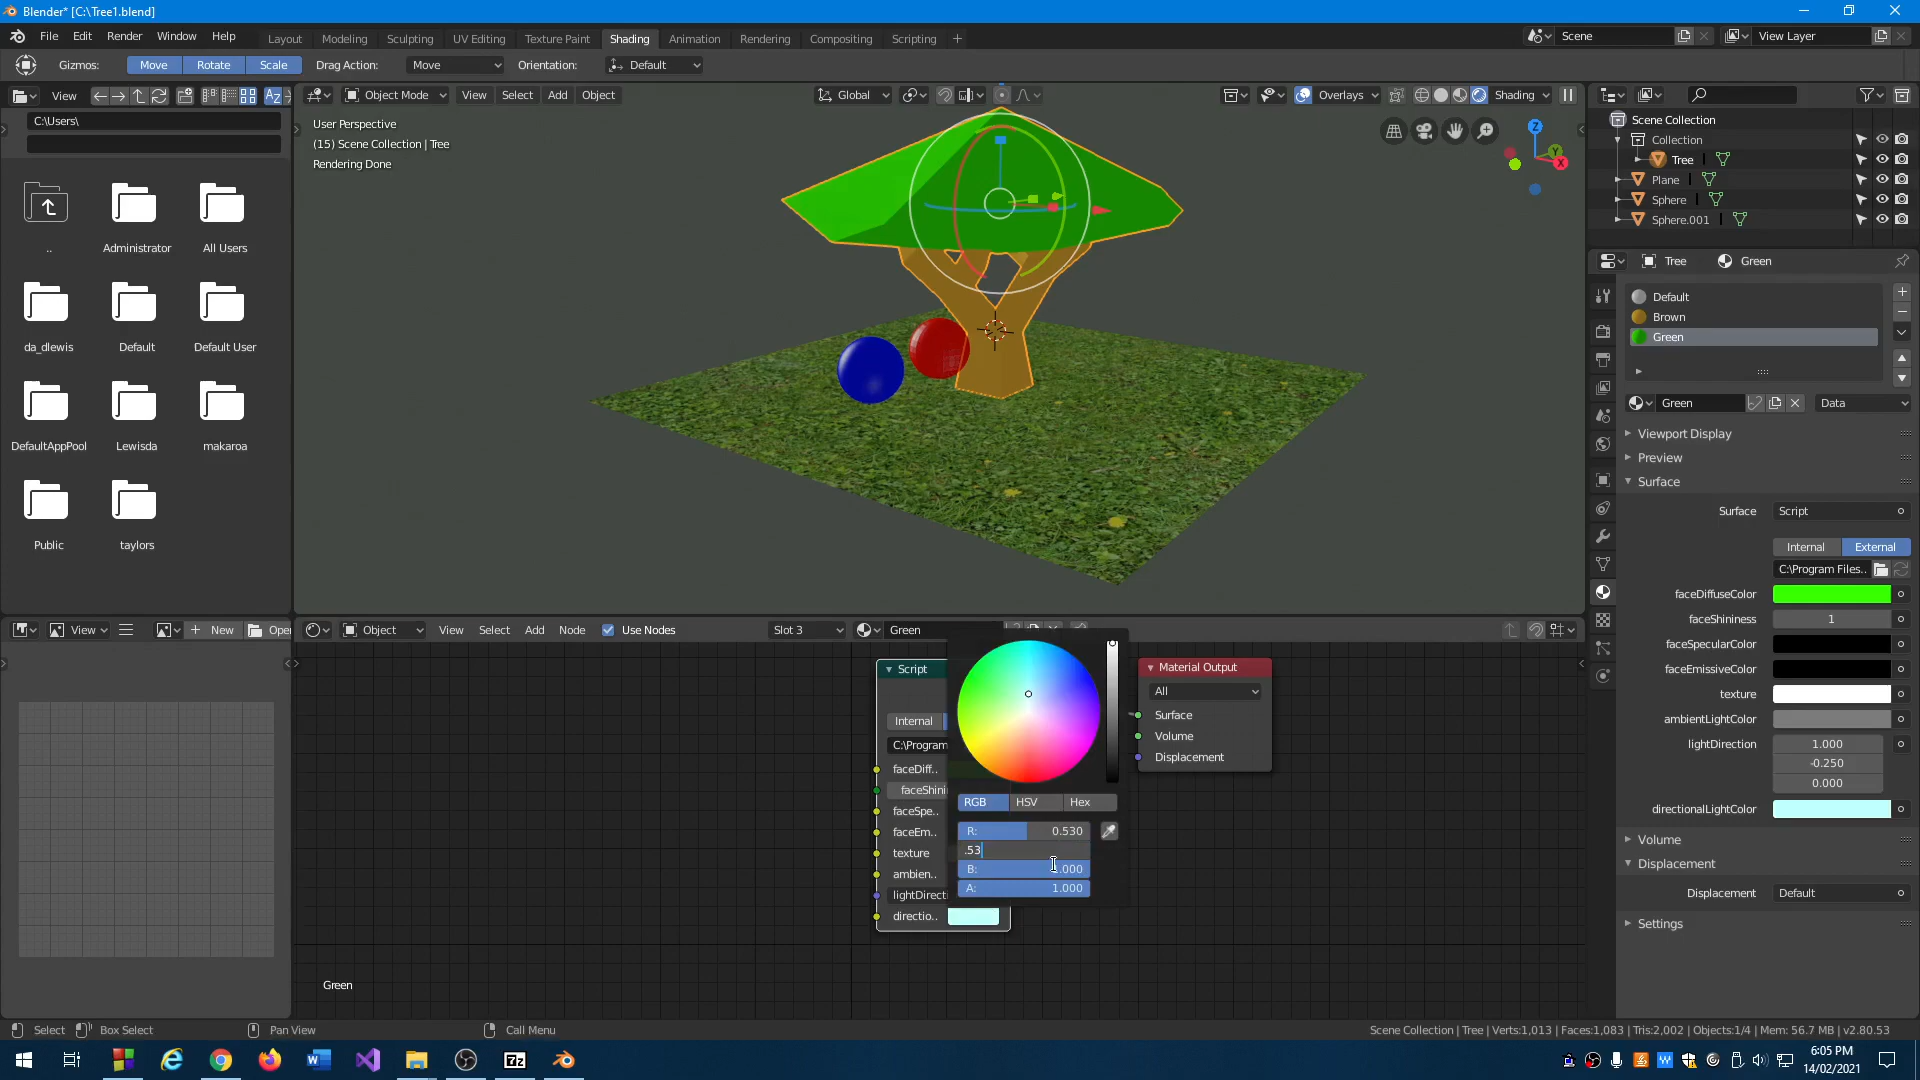 Blender* [C:\Tree1.blend]
File Edit Render Window Help Layout Modeling Sculpting UV Editing Texture Paint Shading Animation Rendering Compositing Scripting + Scene View Layer
Gizmos: Move Rotate Scale Drag Action: Move Orientation: Default
View Object Mode View Select Add Object Global Overlays Shading
C:\Users\
User Perspective
(15) Scene Collection | Tree
Rendering Done
.. Administrator All Users
da_dlewis Default Default User
DefaultAppPool Lewisda makaroa
Public taylors
Z
Y
X
Scene Collection
Collection
Tree
Plane
Sphere
Sphere.001
Tree Green
Default
Brown
Green
Green Data
Viewport Display
Preview
Surface
Surface Script
Internal External
C:\Program Files..
faceDiffuseColor
faceShininess 1
faceSpecularColor
faceEmissiveColor
texture
ambientLightColor
lightDirection 1.000
-0.250
0.000
directionalLightColor
Volume
Displacement
Displacement Default
Settings
View + New Open
Object View Select Add Node Use Nodes Slot 3 Green
Script
Internal
C:\Program
faceDiff..
faceShini
faceSpe..
faceEm..
texture
ambien..
lightDirecti
directio..
RGB HSV Hex
R: 0.530
.53
B: .000
A: 1.000
Material Output
All
Surface
Volume
Displacement
Green
Select Box Select Pan View Call Menu Scene Collection | Tree | Verts:1,013 | Faces:1,083 | Tris:2,002 | Objects:1/4 | Mem: 56.7 MB | v2.80.53
7z
6:05 PM
14/02/2021